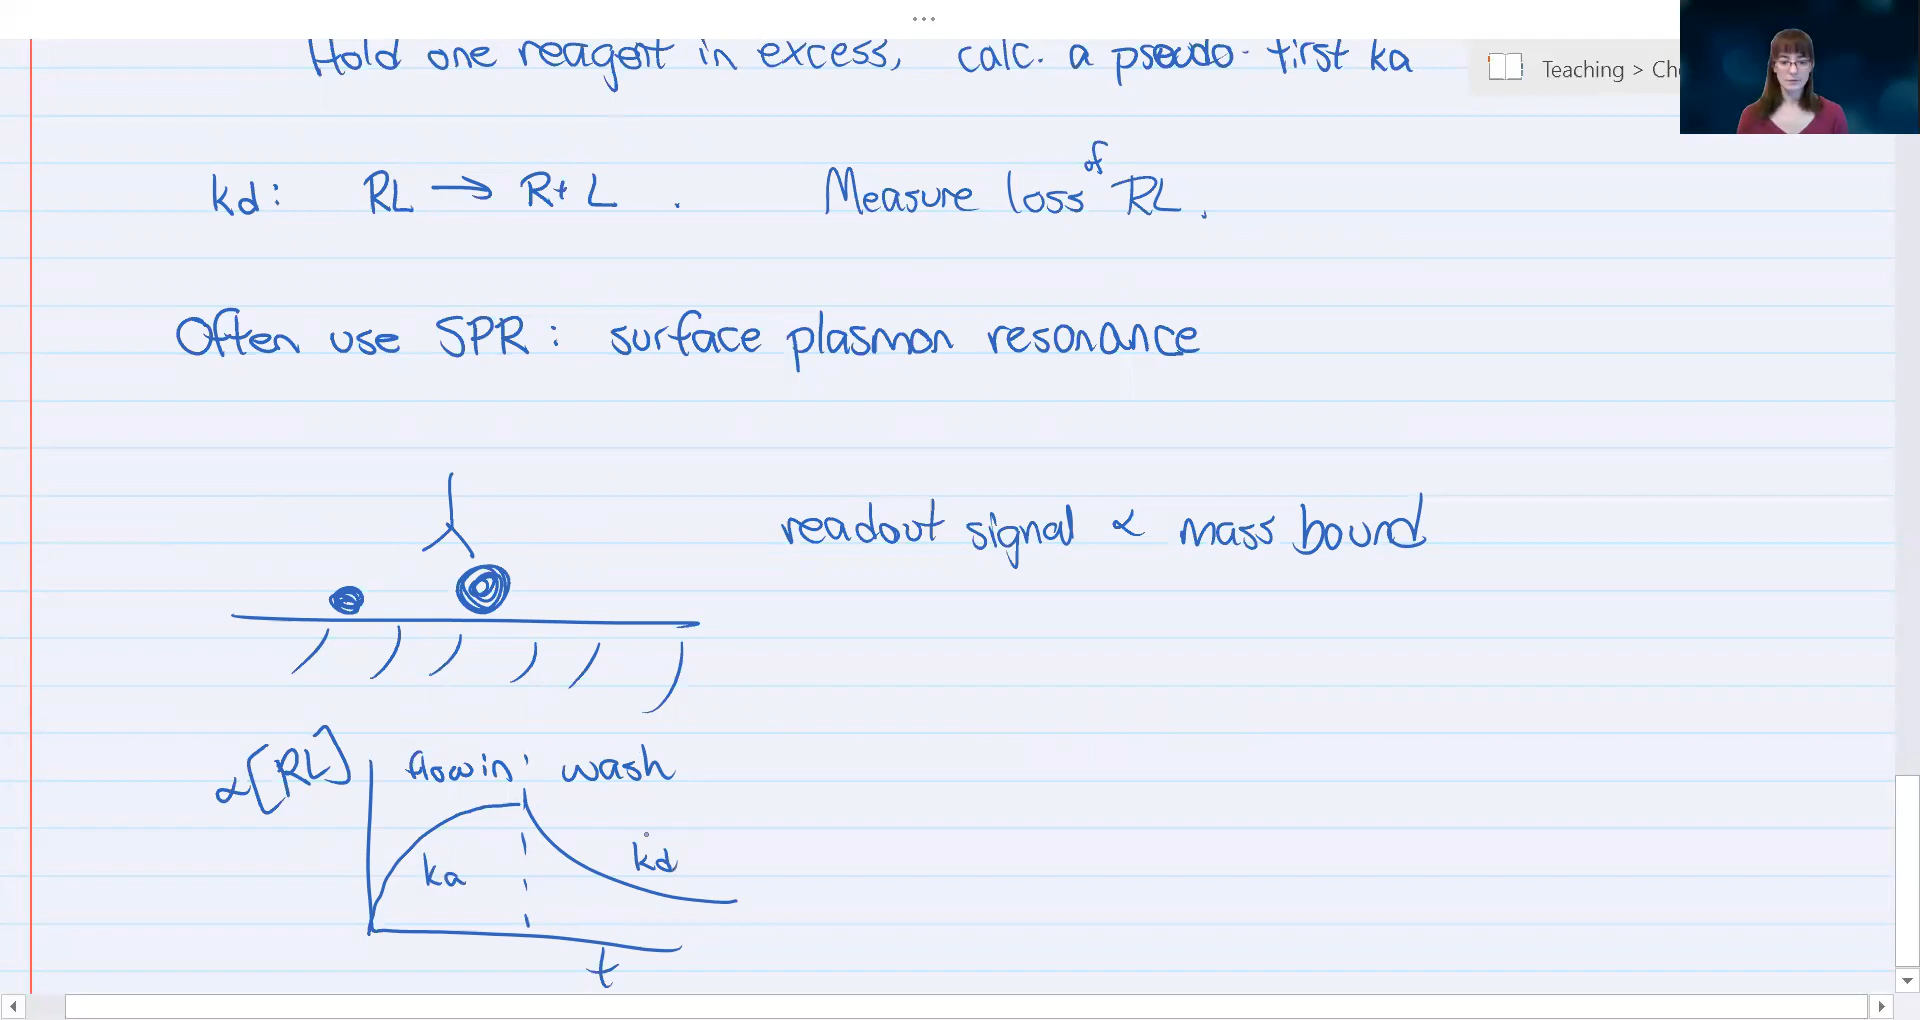 Hold one reagent in excess, calc. a pseudo-first ka
Teaching > Ch
kd: RL → R+ L . Measure loss of RL.
Often use SPR: surface plasmon resonance
readout signal ∝ mass bound
∝[RL]
flow in
wash
ka
kd
t